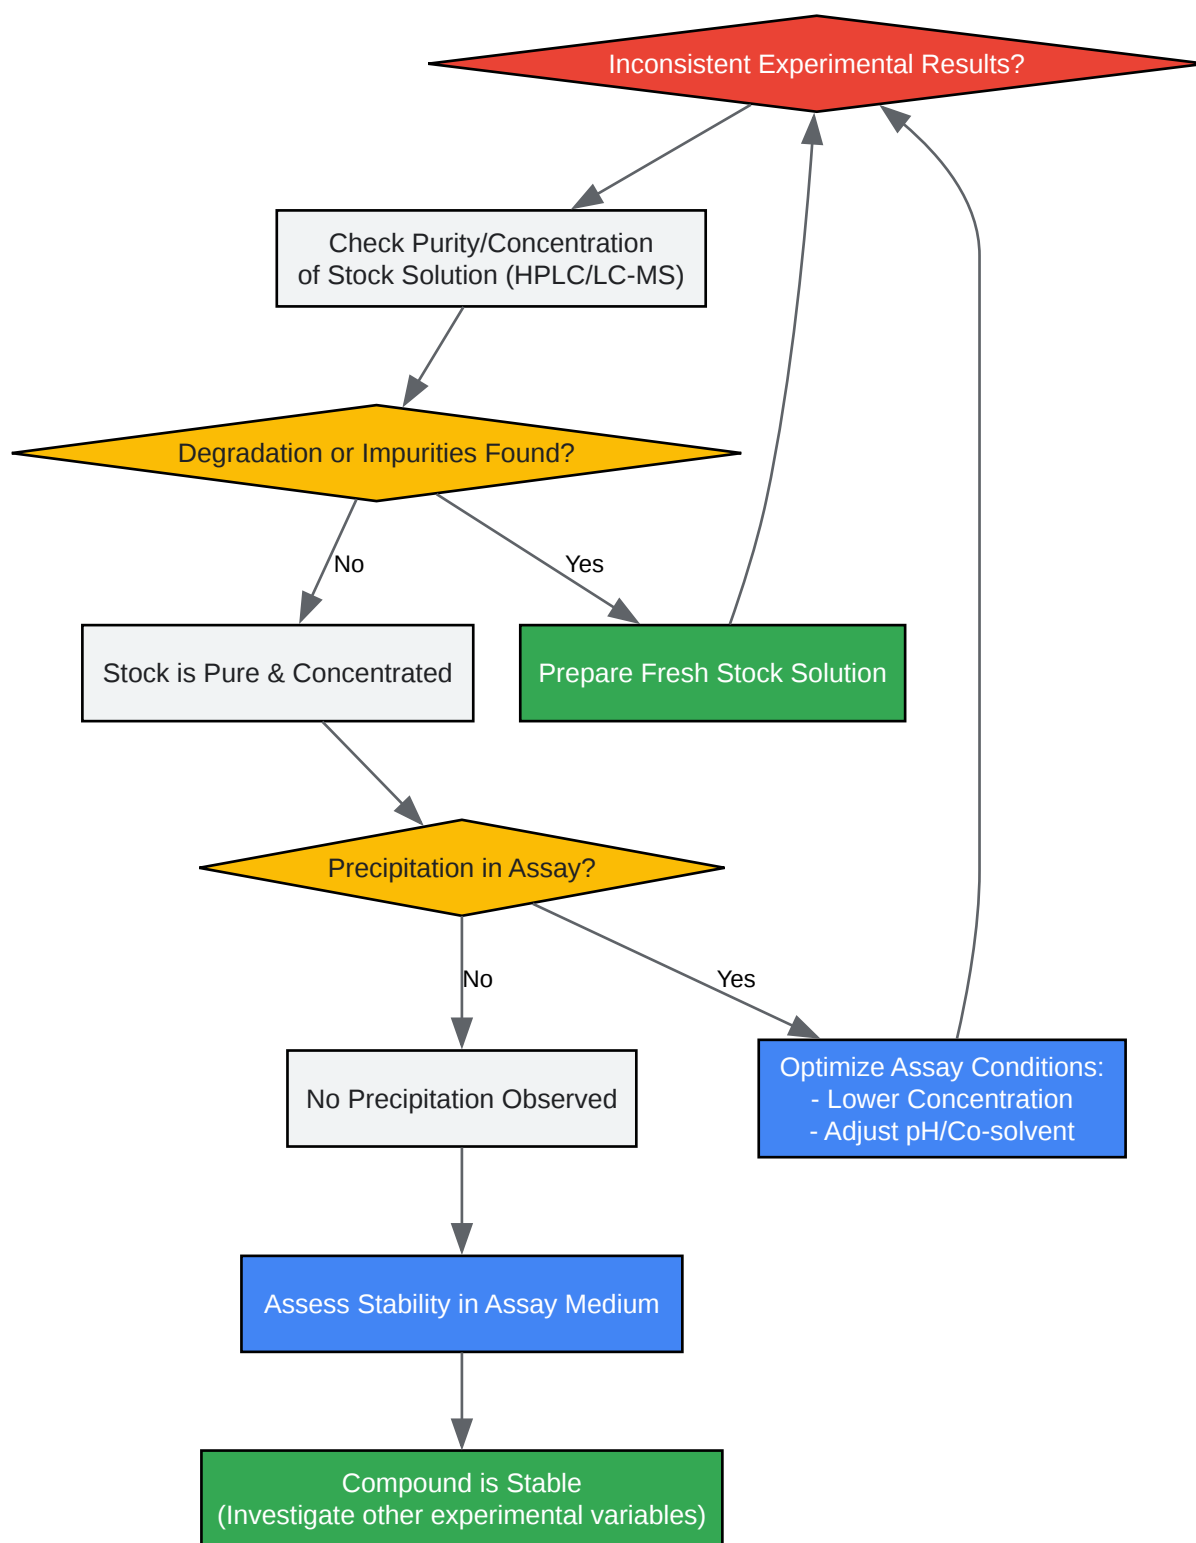 Inconsistent Experimental Results?
Check Purity/Concentration
of Stock Solution (HPLC/LC-MS)
Degradation or Impurities Found?
No
Yes
Stock is Pure & Concentrated
Prepare Fresh Stock Solution
Precipitation in Assay?
No
Yes
No Precipitation Observed
Optimize Assay Conditions:
- Lower Concentration
- Adjust pH/Co-solvent
Assess Stability in Assay Medium
Compound is Stable
(Investigate other experimental variables)